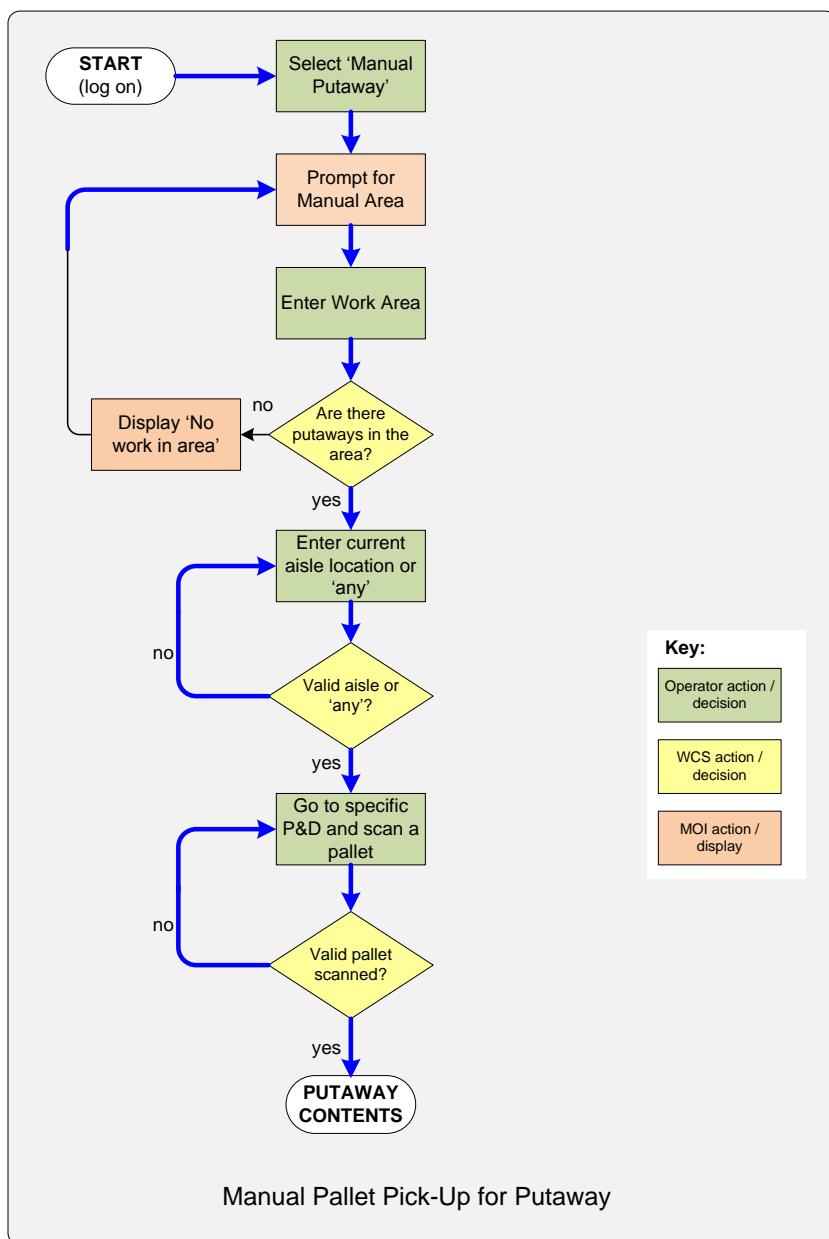 START
(log on)
Select ‘Manual
Putaway’
Prompt for
Manual Area
Enter Work Area
Are there
putaways in the
area?
no
Display ‘No
work in area’
yes
Enter current
aisle location or
‘any’
no
Valid aisle or
‘any’?
yes
Go to specific
P&D and scan a
pallet
no
Valid pallet
scanned?
yes
PUTAWAY
CONTENTS
Key:
Operator action /
decision
WCS action /
decision
MOI action /
display
Manual Pallet Pick-Up for Putaway